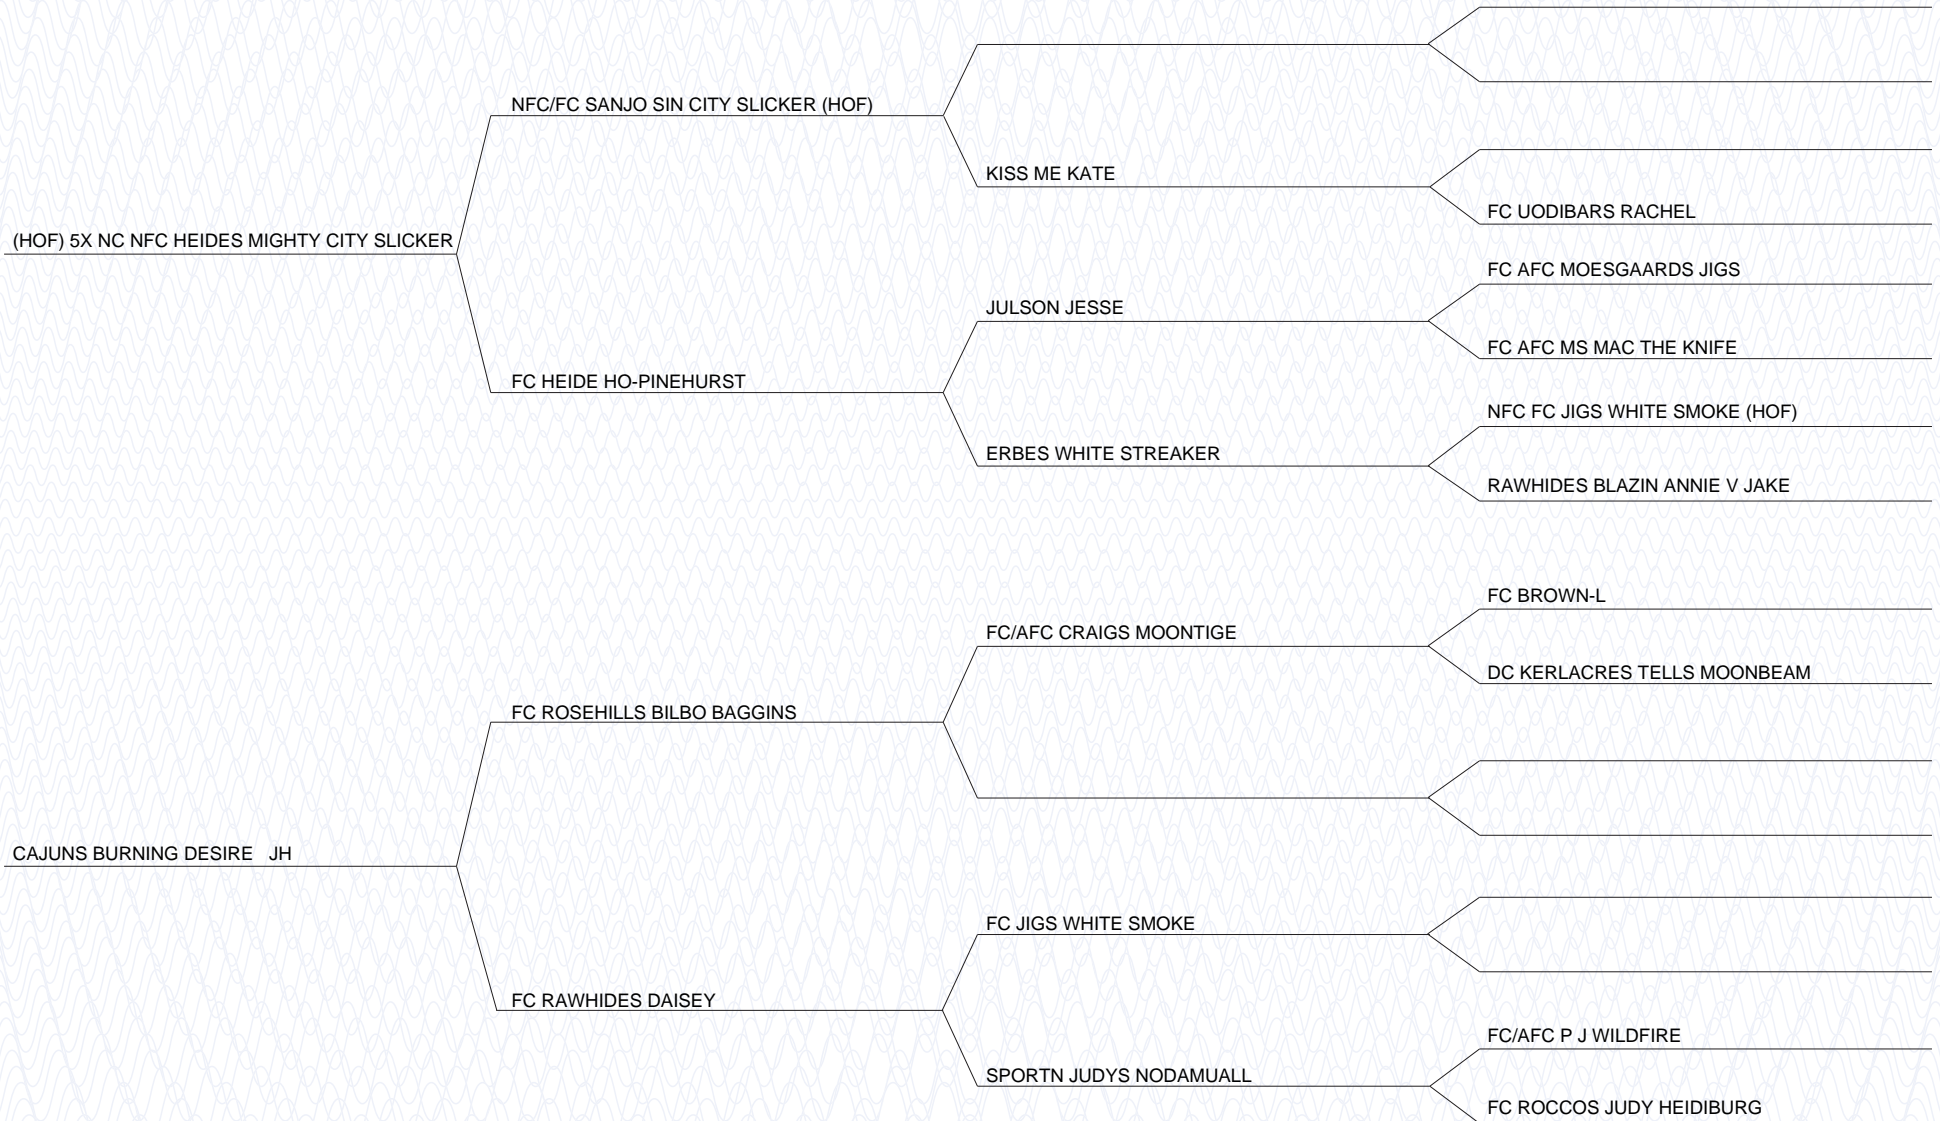 NFC/FC SANJO SIN CITY SLICKER (HOF)
KISS ME KATE
FC UODIBARS RACHEL
(HOF) 5X NC NFC HEIDES MIGHTY CITY SLICKER
FC AFC MOESGAARDS JIGS
JULSON JESSE
FC AFC MS MAC THE KNIFE
FC HEIDE HO-PINEHURST
NFC FC JIGS WHITE SMOKE (HOF)
ERBES WHITE STREAKER
RAWHIDES BLAZIN ANNIE V JAKE
FC BROWN-L
FC/AFC CRAIGS MOONTIGE
DC KERLACRES TELLS MOONBEAM
FC ROSEHILLS BILBO BAGGINS
CAJUNS BURNING DESIRE   JH
FC JIGS WHITE SMOKE
FC RAWHIDES DAISEY
FC/AFC P J WILDFIRE
SPORTN JUDYS NODAMUALL
FC ROCCOS JUDY HEIDIBURG